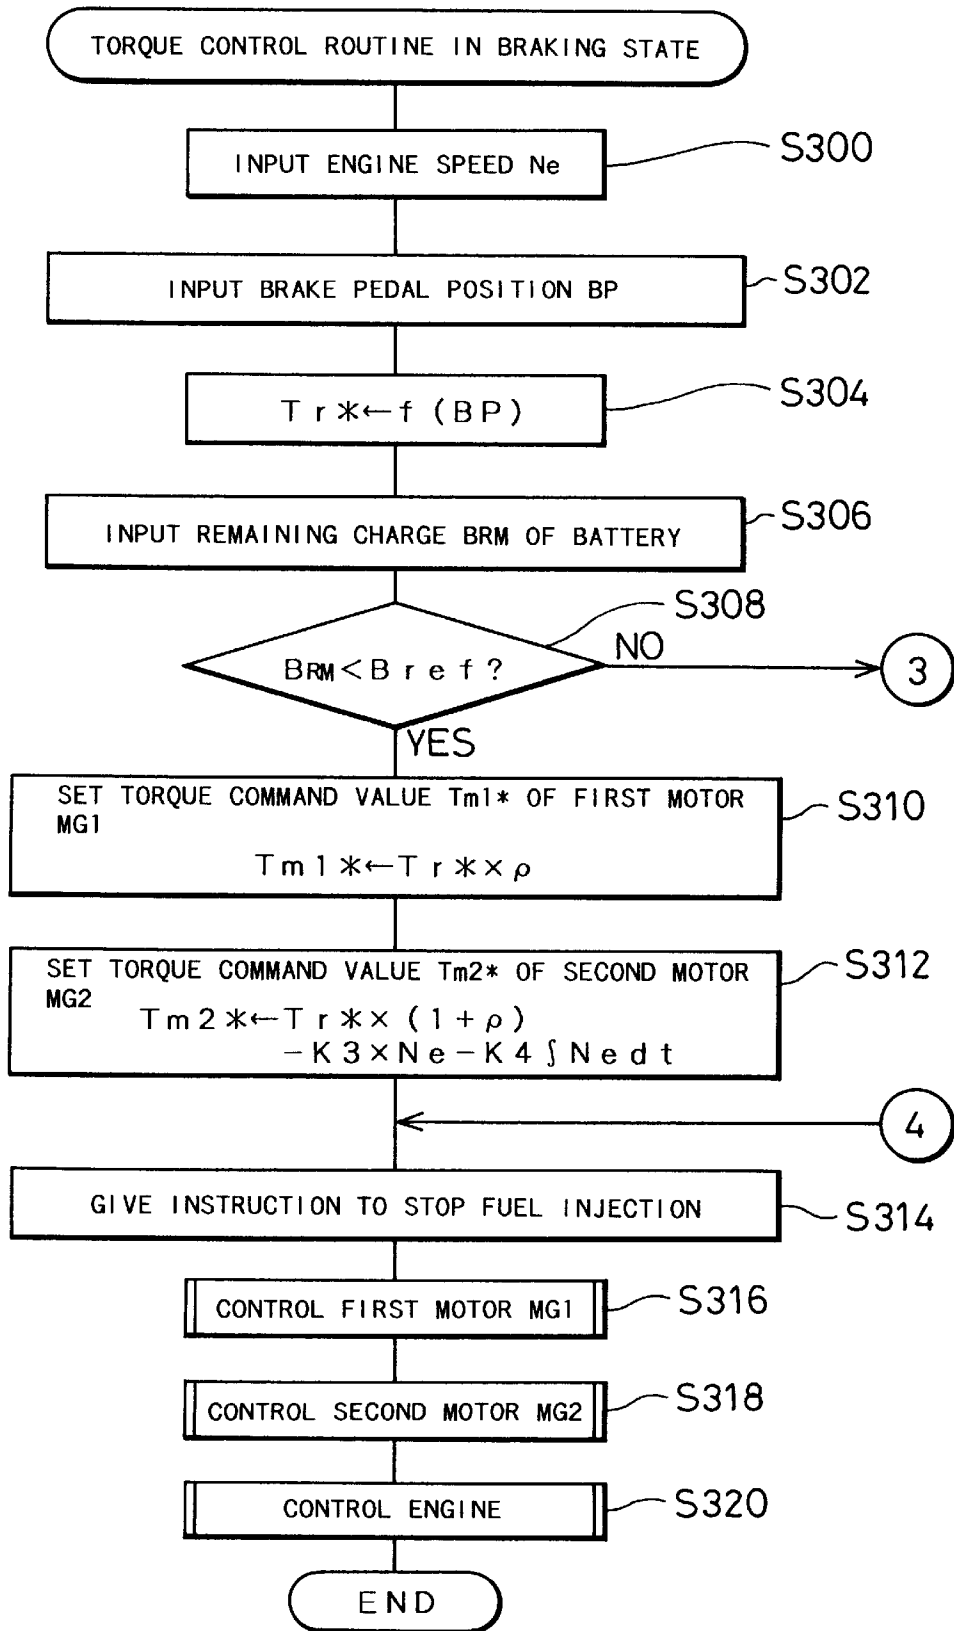 TORQUE CONTROL ROUTINE IN BRAKING STATE
INPUT ENGINE SPEED Ne
S300
INPUT BRAKE PEDAL POSITION BP
S302
Tr*←f(BP)
S304
INPUT REMAINING CHARGE BRM OF BATTERY
S306
BRM<Bref?
S308
NO
3
YES
SET TORQUE COMMAND VALUE Tm1* OF FIRST MOTOR
MG1
Tm1*←Tr*×ρ
S310
SET TORQUE COMMAND VALUE Tm2* OF SECOND MOTOR
MG2
Tm2*←Tr*×(1+ρ)
-K3×Ne-K4∫Nedt
S312
4
GIVE INSTRUCTION TO STOP FUEL INJECTION
S314
CONTROL FIRST MOTOR MG1
S316
CONTROL SECOND MOTOR MG2
S318
CONTROL ENGINE
S320
END